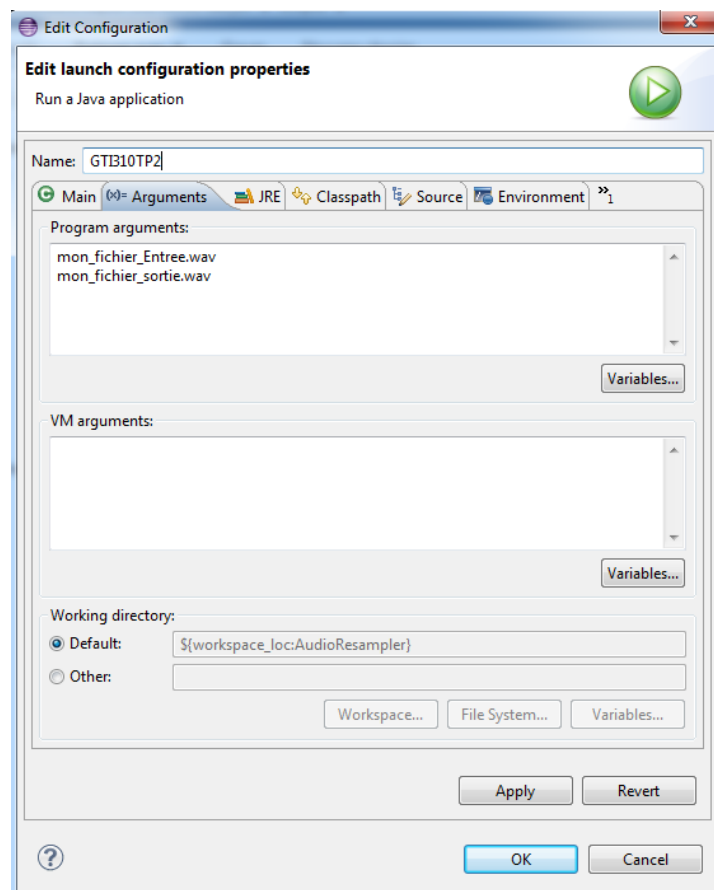 Edit Configuration
Edit launch configuration properties
Run a Java application
Name: GTI310TP2
Main (x)= Arguments JRE Classpath Source Environment »1
Program arguments:
mon_fichier_Entree.wav
mon_fichier_sortie.wav
Variables...
VM arguments:
Variables...
Working directory:
Default: ${workspace_loc:AudioResampler}
Other:
Workspace... File System... Variables...
Apply Revert
? OK Cancel